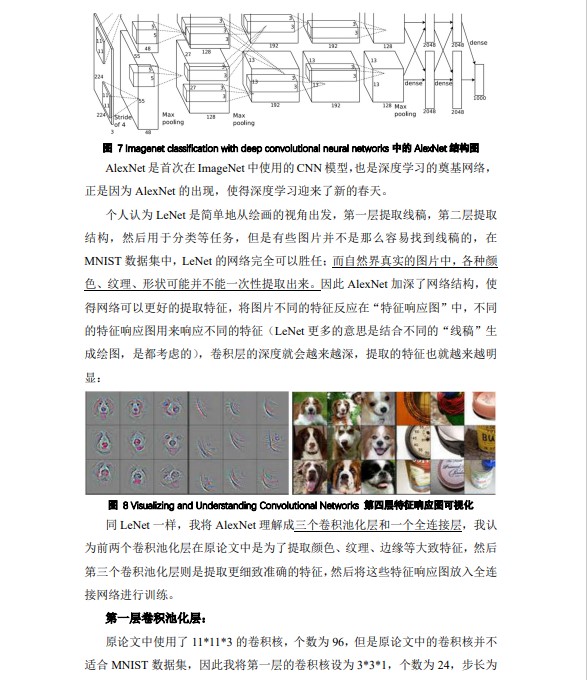 11
11
224
11
11
224
3
Stride
of 4
5
5
48
55
5
5
55
48
27
3
3
128
27
3
3
128
Max
pooling
3
3
192
13
3
3
13
192
Max
pooling
3
3
192
13
3
3
13
192
3
3
128
13
3
3
13
128
Max
pooling
2048
2048
dense
dense
dense
1000
2048
2048
图 7 Imagenet classification with deep convolutional neural networks 中的 AlexNet 结构图
AlexNet 是首次在 ImageNet 中使用的 CNN 模型,也是深度学习的奠基网络,
正是因为 AlexNet 的出现，使得深度学习迎来了新的春天。
个人认为 LeNet 是简单地从绘画的视角出发，第一层提取线稿，第二层提取
结构，然后用于分类等任务，但是有些图片并不是那么容易找到线稿的，在
MNIST 数据集中，LeNet 的网络完全可以胜任；而自然界真实的图片中，各种颜
色、纹理、形状可能并不能一次性提取出来。因此 AlexNet 加深了网络结构，使
得网络可以更好的提取特征，将图片不同的特征反应在“特征响应图”中，不同
的特征响应图用来响应不同的特征（LeNet 更多的意思是结合不同的“线稿”生
成绘图，是都考虑的），卷积层的深度就会越来越深，提取的特征也就越来越明
显：
图 8 Visualizing and Understanding Convolutional Networks 第四层特征响应图可视化
同 LeNet 一样，我将 AlexNet 理解成三个卷积池化层和一个全连接层，我认
为前两个卷积池化层在原论文中是为了提取颜色、纹理、边缘等大致特征，然后
第三个卷积池化层则是提取更细致准确的特征，然后将这些特征响应图放入全连
接网络进行训练。
第一层卷积池化层：
原论文中使用了 11*11*3 的卷积核，个数为 96，但是原论文中的卷积核并不
适合 MNIST 数据集，因此我将第一层的卷积核设为 3*3*1，个数为 24，步长为